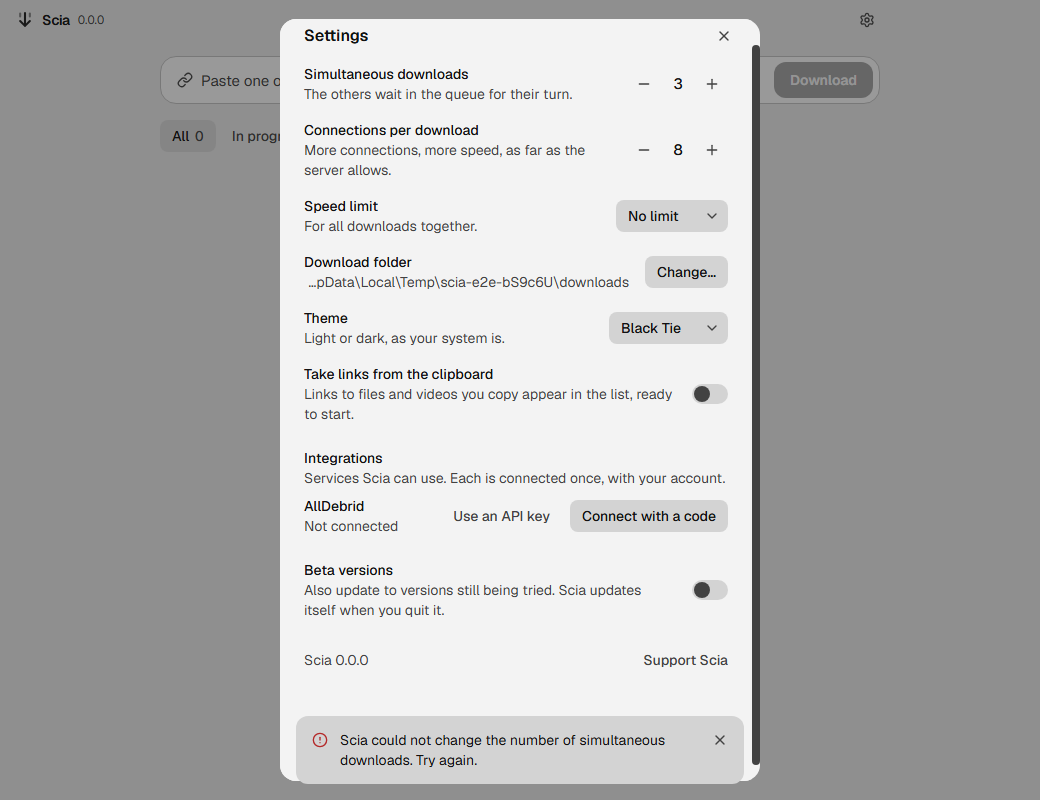 Scia 0.0.0
Settings
Paste one o
Download
All 0
In progr
Simultaneous downloads
The others wait in the queue for their turn.
3
Connections per download
More connections, more speed, as far as the
server allows.
8
Speed limit
For all downloads together.
No limit
Download folder
…pData\Local\Temp\scia-e2e-bS9c6U\downloads
Change…
Theme
Light or dark, as your system is.
Black Tie
Take links from the clipboard
Links to files and videos you copy appear in the list, ready
to start.
Integrations
Services Scia can use. Each is connected once, with your account.
AllDebrid
Not connected
Use an API key
Connect with a code
Beta versions
Also update to versions still being tried. Scia updates
itself when you quit it.
Scia 0.0.0
Support Scia
Scia could not change the number of simultaneous
downloads. Try again.